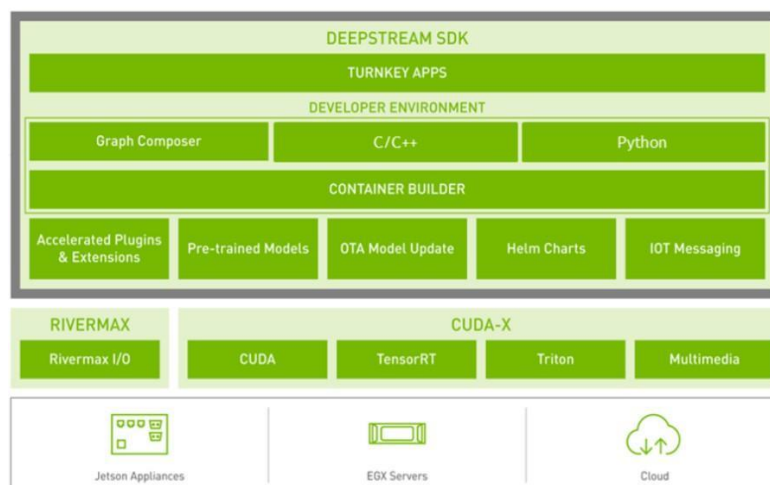 DEEPSTREAM SDK
TURNKEY APPS
DEVELOPER ENVIRONMENT
Graph Composer
C/C++
Python
CONTAINER BUILDER
Accelerated Plugins
& Extensions
Pre-trained Models
OTA Model Update
Helm Charts
IOT Messaging
RIVERMAX
Rivermax I/O
CUDA-X
CUDA
TensorRT
Triton
Multimedia
Jetson Appliances
EGX Servers
Cloud